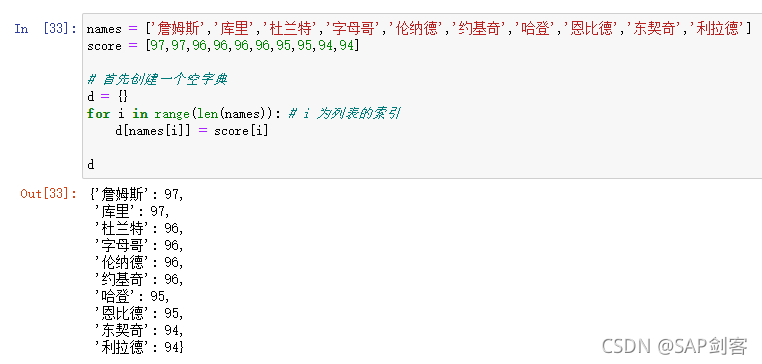 In [33]: names = ['詹姆斯','库里','杜兰特','字母哥','伦纳德','约基奇','哈登','恩比德','东契奇','利拉德']
score = [97,97,96,96,96,96,95,95,94,94]
# 首先创建一个空字典
d = {}
for i in range(len(names)): # i 为列表的索引
d[names[i]] = score[i]
d
Out[33]: {'詹姆斯': 97,
'库里': 97,
'杜兰特': 96,
'字母哥': 96,
'伦纳德': 96,
'约基奇': 96,
'哈登': 95,
'恩比德': 95,
'东契奇': 94,
'利拉德': 94}
CSDN @SAP剑客